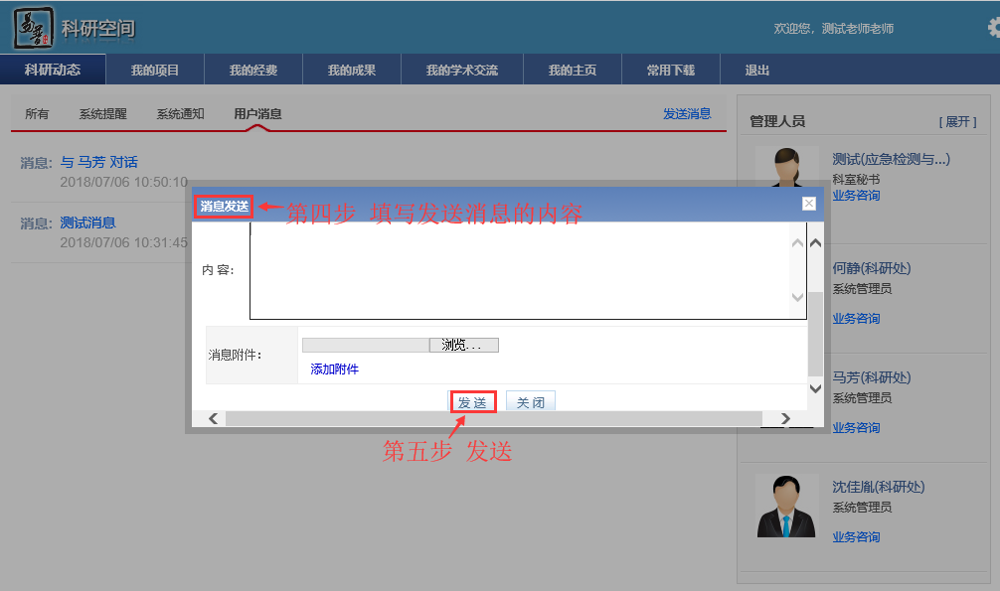 易普 科研空间
欢迎您，测试老师老师
科研动态 我的项目 我的经费 我的成果 我的学术交流 我的主页 常用下载 退出
所有 系统提醒 系统通知 用户消息 发送消息
管理人员 [ 展开 ]
消息: 与 马芳 对话
2018/07/06 10:50:10
消息: 测试消息
2018/07/06 10:31:45
测试(应急检测与...)
科室秘书
业务咨询
消息发送
第四步 填写发送消息的内容
内 容:
消息附件:
浏览...
添加附件
发 送 关 闭
第五步 发送
何静(科研处)
系统管理员
业务咨询
马芳(科研处)
系统管理员
业务咨询
沈佳胤(科研处)
系统管理员
业务咨询